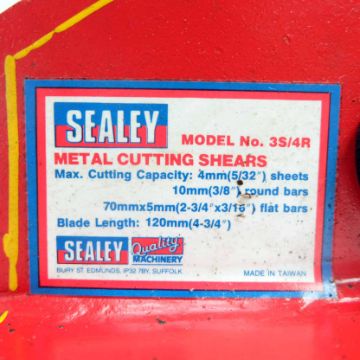 SEALEY
MODEL No. 3S/4R
METAL CUTTING SHEARS
Max. Cutting Capacity: 4mm(5/32") sheets
10mm(3/8") round bars
70mmx5mm(2-3/4"x3/16") flat bars
Blade Length: 120mm(4-3/4")
SEALEY Quality MACHINERY
BURY ST. EDMUNDS, IP32 7BY, SUFFOLK
MADE IN TAIWAN